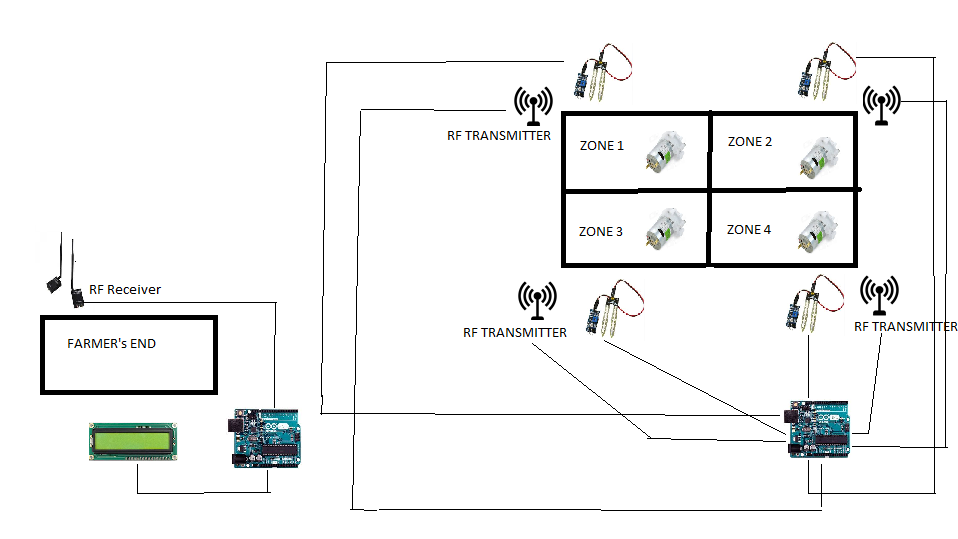 RF TRANSMITTER
ZONE 1
ZONE 2
ZONE 3
ZONE 4
RF Receiver
FARMER's END
RF TRANSMITTER
RF TRANSMITTER